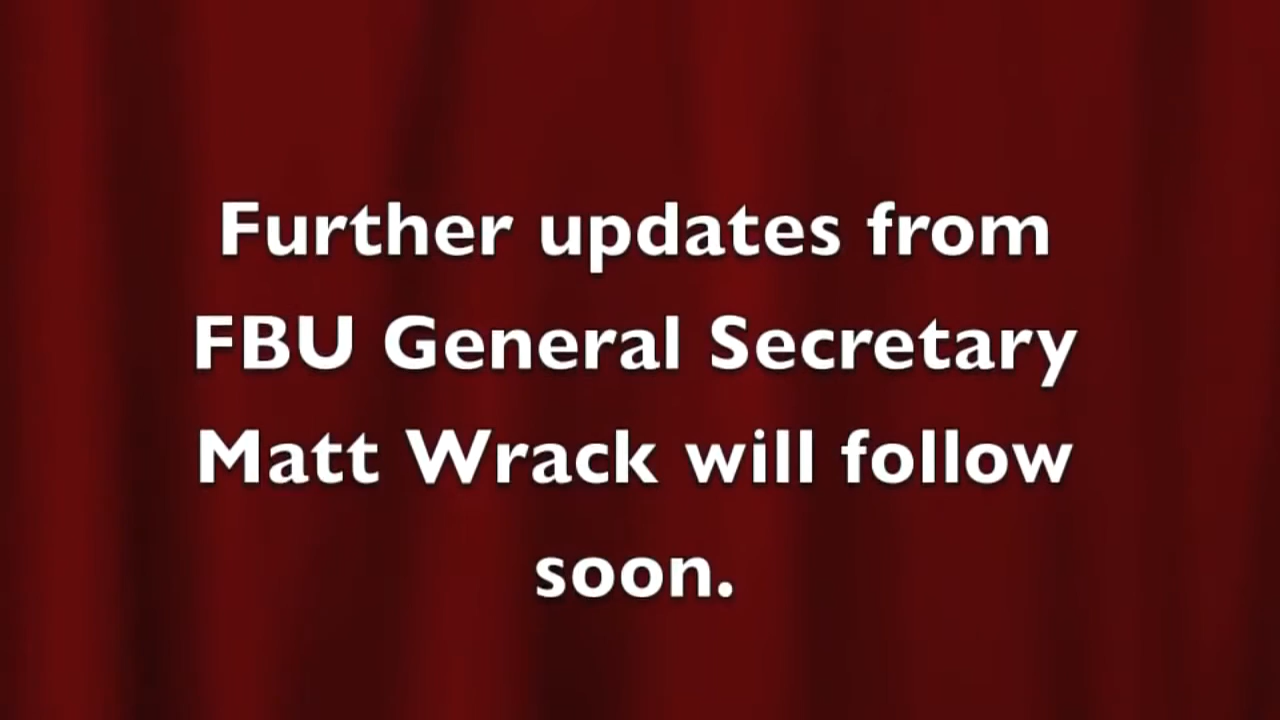 Further updates from
FBU General Secretary
Matt Wrack will follow
soon.